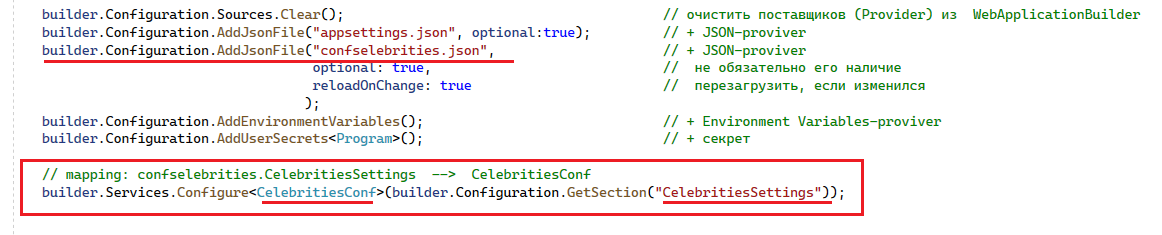 builder.Configuration.Sources.Clear(); // очистить поставщиков (Provider) из WebApplicationBuilder
builder.Configuration.AddJsonFile("appsettings.json", optional:true); // + JSON-proviver
builder.Configuration.AddJsonFile("confselebrities.json", // + JSON-proviver
optional: true, // не обязательно его наличие
reloadOnChange: true // перезагрузить, если изменился
);
builder.Configuration.AddEnvironmentVariables(); // + Environment Variables-proviver
builder.Configuration.AddUserSecrets<Program>(); // + секрет
// mapping: confselebrities.CelebritiesSettings --> CelebritiesConf
builder.Services.Configure<CelebritiesConf>(builder.Configuration.GetSection("CelebritiesSettings"));